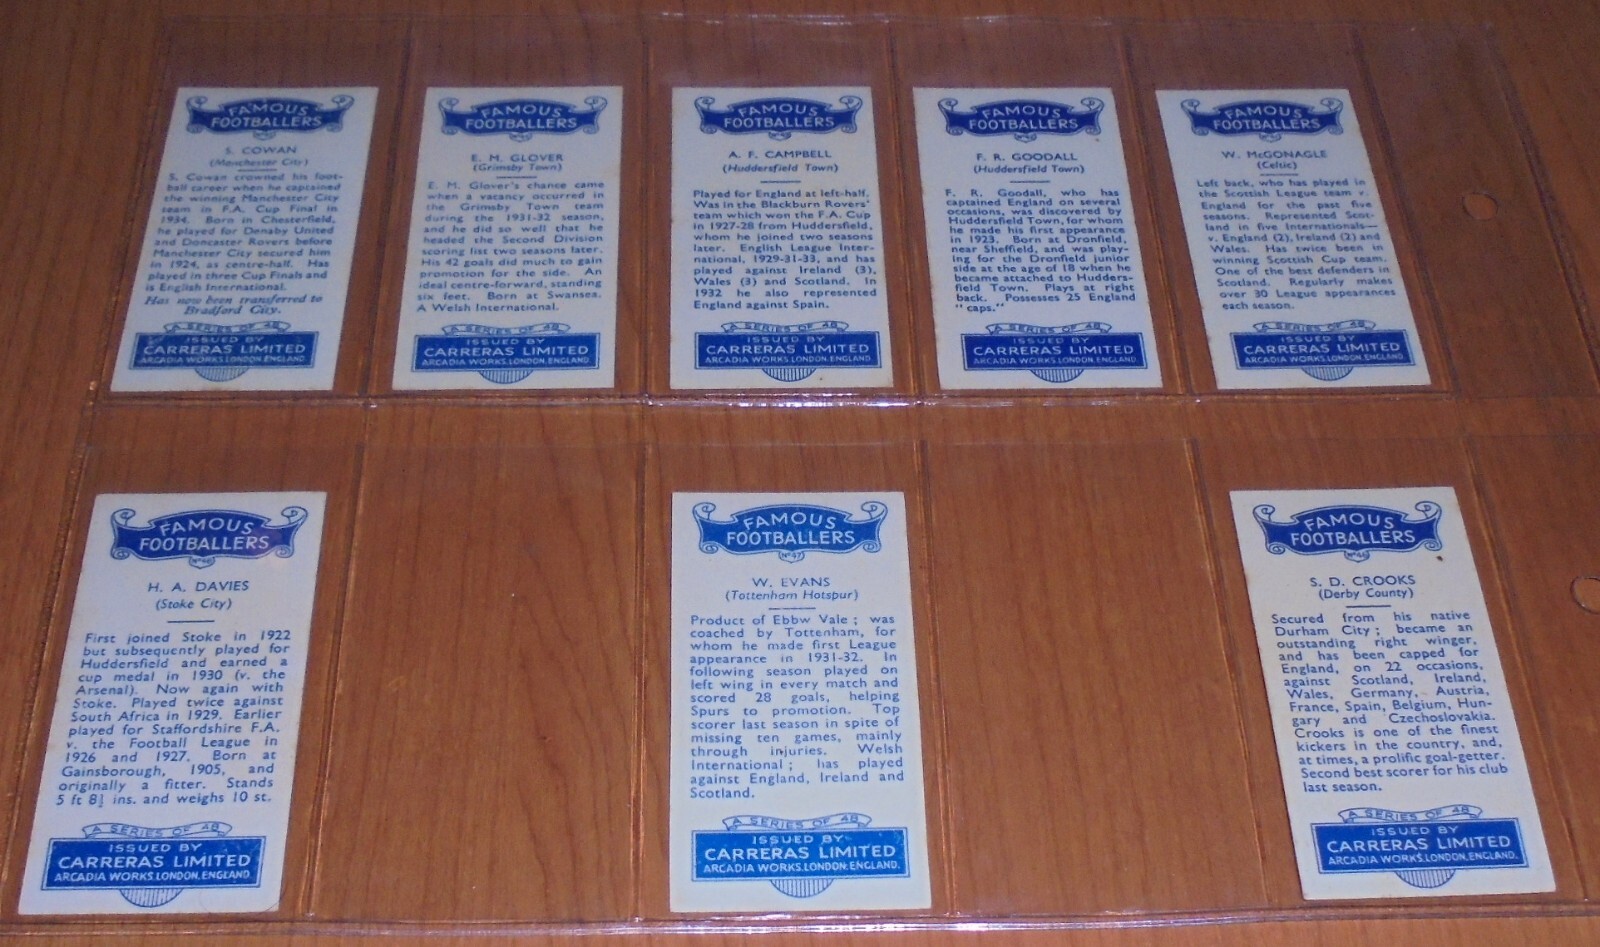 FAMOUS
FOOTBALLERS
S. COWAN
(Manchester City)
S. Cowan crowned his foot-
ball career when he captained
the winning Manchester City
team in F.A. Cup Final in
1934. Born in Chesterfield,
he played for Denaby United
and Doncaster Rovers before
Manchester City secured him
in 1924, as centre-half. Has
played in three Cup Finals and
is English International.
Has now been transferred to
Bradford City.
A SERIES OF 48
ISSUED BY
CARRERAS LIMITED
ARCADIA WORKS, LONDON, ENGLAND.
FAMOUS
FOOTBALLERS
E. M. GLOVER
(Grimsby Town)
E. M. Glover's chance came
when a vacancy occurred in
the Grimsby Town team
during the 1931-32 season,
and he did so well that he
headed the Second Division
scoring list two seasons later.
His 42 goals did much to gain
promotion for the side. An
ideal centre-forward, standing
six feet. Born at Swansea.
A Welsh International.
A SERIES OF 48
ISSUED BY
CARRERAS LIMITED
ARCADIA WORKS, LONDON, ENGLAND.
FAMOUS
FOOTBALLERS
A. F. CAMPBELL
(Huddersfield Town)
Played for England at left-half.
Was in the Blackburn Rovers'
team which won the F.A. Cup
in 1927-28 from Huddersfield,
whom he joined two seasons
later. English League Inter-
national, 1929-31-33, and has
played against Ireland (3),
Wales (3) and Scotland. In
1932 he also represented
England against Spain.
A SERIES OF 48
ISSUED BY
CARRERAS LIMITED
ARCADIA WORKS, LONDON, ENGLAND.
FAMOUS
FOOTBALLERS
F. R. GOODALL
(Huddersfield Town)
F. R. Goodall, who has
captained England on several
occasions, was discovered by
Huddersfield Town, for whom
he made his first appearance
in 1923. Born at Dronfield,
near Sheffield, and was play-
ing for the Dronfield junior
side at the age of 18 when he
became attached to Hudders-
field Town. Plays at right
back. Possesses 25 England
"caps."
A SERIES OF 48
ISSUED BY
CARRERAS LIMITED
ARCADIA WORKS, LONDON, ENGLAND.
FAMOUS
FOOTBALLERS
W. McGONAGLE
(Celtic)
Left back, who has played in
the Scottish League team v.
England for the past five
seasons. Represented Scot-
land in five Internationals—
v. England (2), Ireland (2) and
Wales. Has twice been in
winning Scottish Cup team.
One of the best defenders in
Scotland. Regularly makes
over 30 League appearances
each season.
A SERIES OF 48
ISSUED BY
CARRERAS LIMITED
ARCADIA WORKS, LONDON, ENGLAND.
FAMOUS
FOOTBALLERS
H. A. DAVIES
(Stoke City)
First joined Stoke in 1922
but subsequently played for
Huddersfield and earned a
cup medal in 1930 (v. the
Arsenal). Now again with
Stoke. Played twice against
South Africa in 1929. Earlier
played for Staffordshire F.A.
v. the Football League in
1926 and 1927. Born at
Gainsborough, 1905, and
originally a fitter. Stands
5 ft 8½ ins. and weighs 10 st.
A SERIES OF 48
ISSUED BY
CARRERAS LIMITED
ARCADIA WORKS, LONDON, ENGLAND.
FAMOUS
FOOTBALLERS
No 47
W. EVANS
(Tottenham Hotspur)
Product of Ebbw Vale; was
coached by Tottenham, for
whom he made first League
appearance in 1931-32. In
following season played on
left wing in every match and
scored 28 goals, helping
Spurs to promotion. Top
scorer last season in spite of
missing ten games, mainly
through injuries. Welsh
International; has played
against England, Ireland and
Scotland.
A SERIES OF 48
ISSUED BY
CARRERAS LIMITED
ARCADIA WORKS, LONDON, ENGLAND.
FAMOUS
FOOTBALLERS
No 46
S. D. CROOKS
(Derby County)
Secured from his native
Durham City; became an
outstanding right winger,
and has been capped for
England, on 22 occasions,
against Scotland, Ireland,
Wales, Germany, Austria,
France, Spain, Belgium, Hun-
gary and Czechoslovakia.
Crooks is one of the finest
kickers in the country, and,
at times, a prolific goal-getter.
Second best scorer for his club
last season.
A SERIES OF 48
ISSUED BY
CARRERAS LIMITED
ARCADIA WORKS, LONDON, ENGLAND.